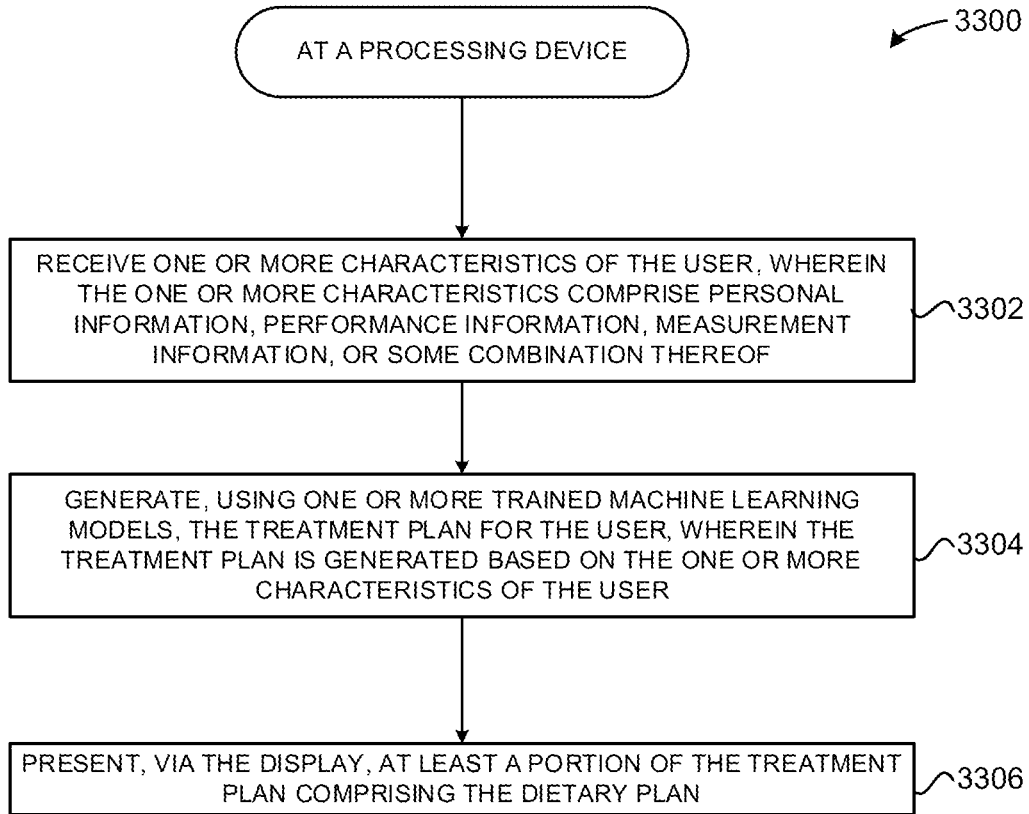 3300
AT A PROCESSING DEVICE
RECEIVE ONE OR MORE CHARACTERISTICS OF THE USER, WHEREIN
THE ONE OR MORE CHARACTERISTICS COMPRISE PERSONAL
INFORMATION, PERFORMANCE INFORMATION, MEASUREMENT
INFORMATION, OR SOME COMBINATION THEREOF
3302
GENERATE, USING ONE OR MORE TRAINED MACHINE LEARNING
MODELS, THE TREATMENT PLAN FOR THE USER, WHEREIN THE
TREATMENT PLAN IS GENERATED BASED ON THE ONE OR MORE
CHARACTERISTICS OF THE USER
3304
PRESENT, VIA THE DISPLAY, AT LEAST A PORTION OF THE TREATMENT
PLAN COMPRISING THE DIETARY PLAN
3306